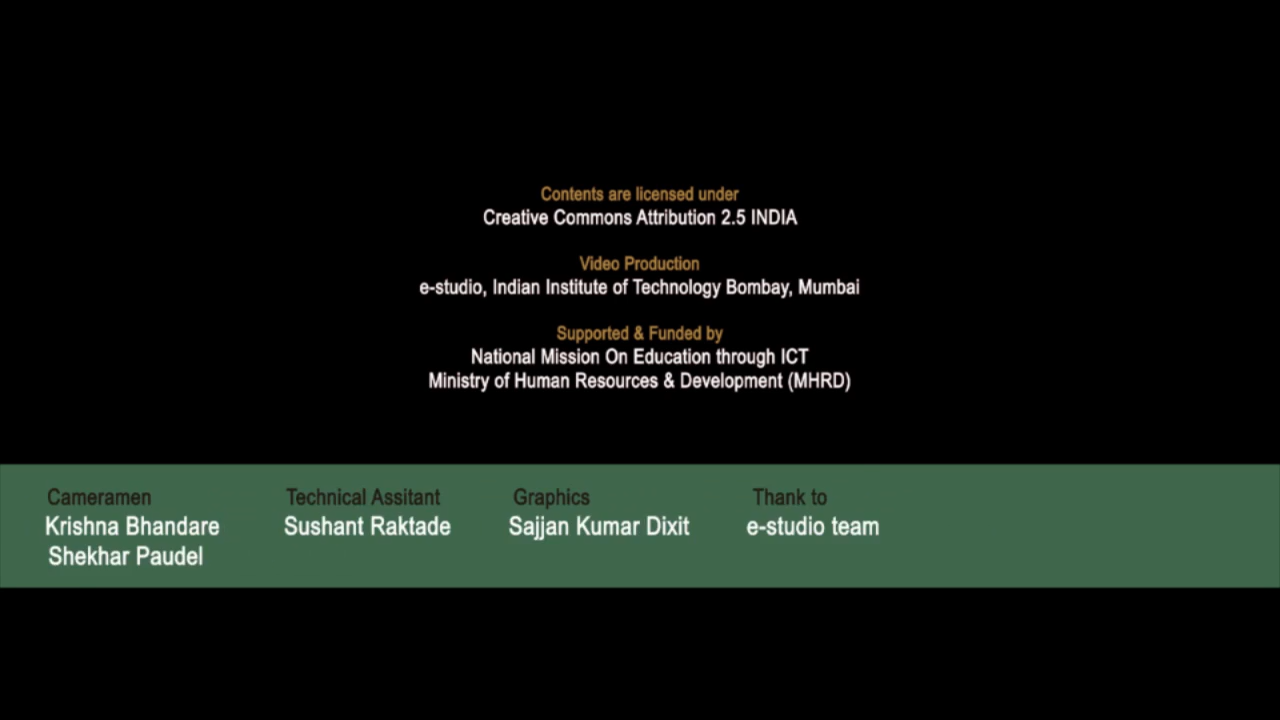 Contents are licensed under
Creative Commons Attribution 2.5 INDIA
Video Production
e-studio, Indian Institute of Technology Bombay, Mumbai
Supported & Funded by
National Mission On Education through ICT
Ministry of Human Resources & Development (MHRD)
Cameramen
Krishna Bhandare
Shekhar Paudel
Technical Assitant
Sushant Raktade
Graphics
Sajjan Kumar Dixit
Thank to
e-studio team